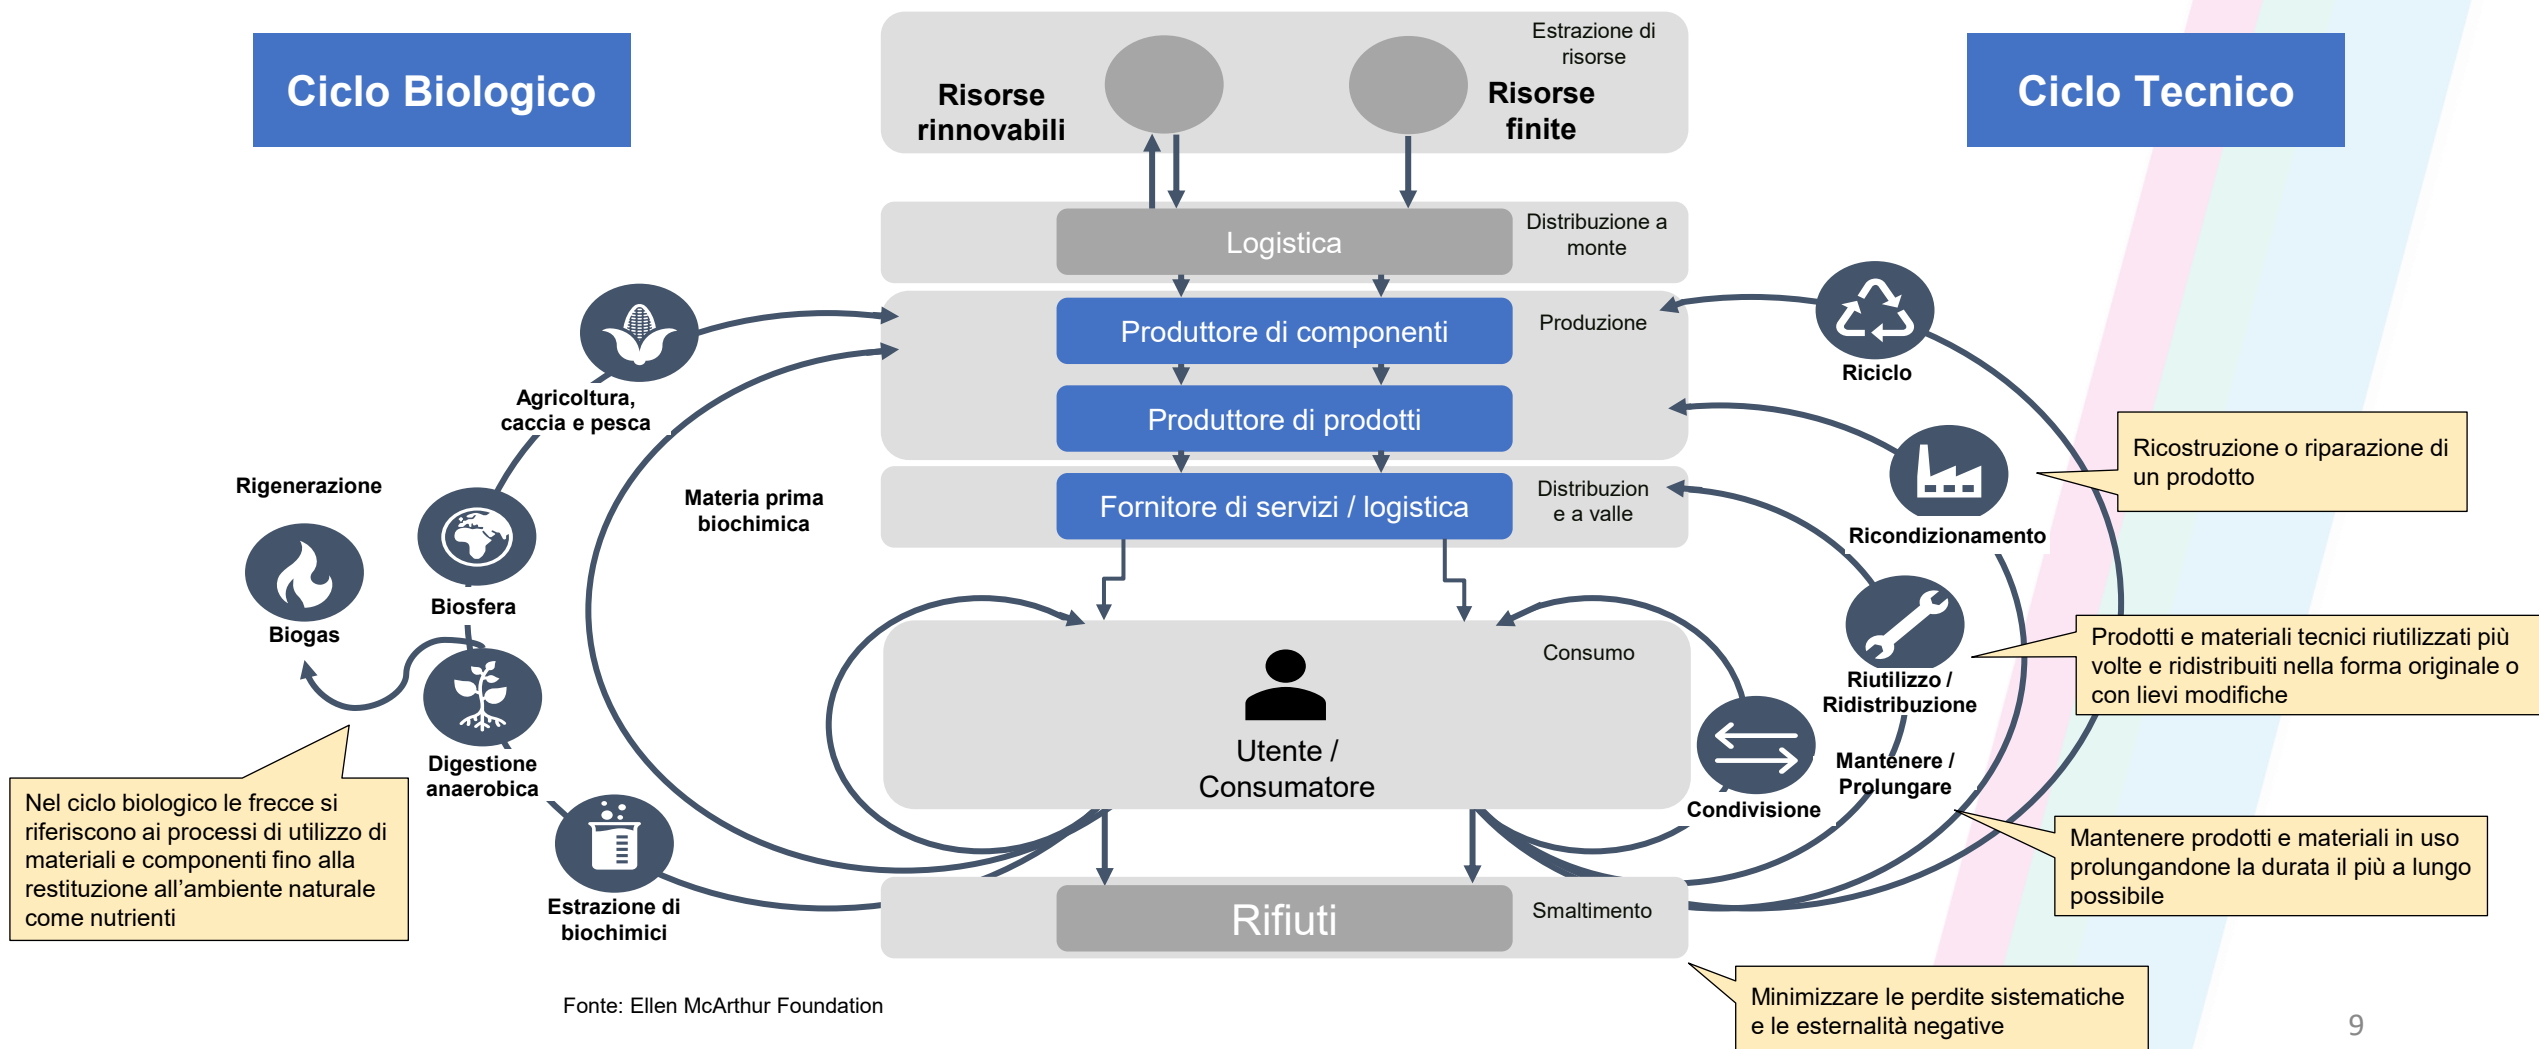 Ciclo Biologico
Estrazione di
risorse
Risorse
rinnovabili
Risorse
finite
Ciclo Tecnico
Logistica
Distribuzione a
monte
Produttore di componenti
Produzione
Produttore di prodotti
Fornitore di servizi / logistica
Distribuzion
e a valle
Agricoltura,
caccia e pesca
Rigenerazione
Materia prima
biochimica
Biosfera
Biogas
Digestione
anaerobica
Estrazione di
biochimici
Nel ciclo biologico le frecce si
riferiscono ai processi di utilizzo di
materiali e componenti fino alla
restituzione all’ambiente naturale
come nutrienti
Consumo
Utente /
Consumatore
Rifiuti
Smaltimento
Riciclo
Ricostruzione o riparazione di
un prodotto
Ricondizionamento
Prodotti e materiali tecnici riutilizzati più
volte e ridistribuiti nella forma originale o
con lievi modifiche
Riutilizzo /
Ridistribuzione
Mantenere /
Prolungare
Condivisione
Mantenere prodotti e materiali in uso
prolungandone la durata il più a lungo
possibile
Minimizzare le perdite sistematiche
e le esternalità negative
Fonte: Ellen McArthur Foundation
9